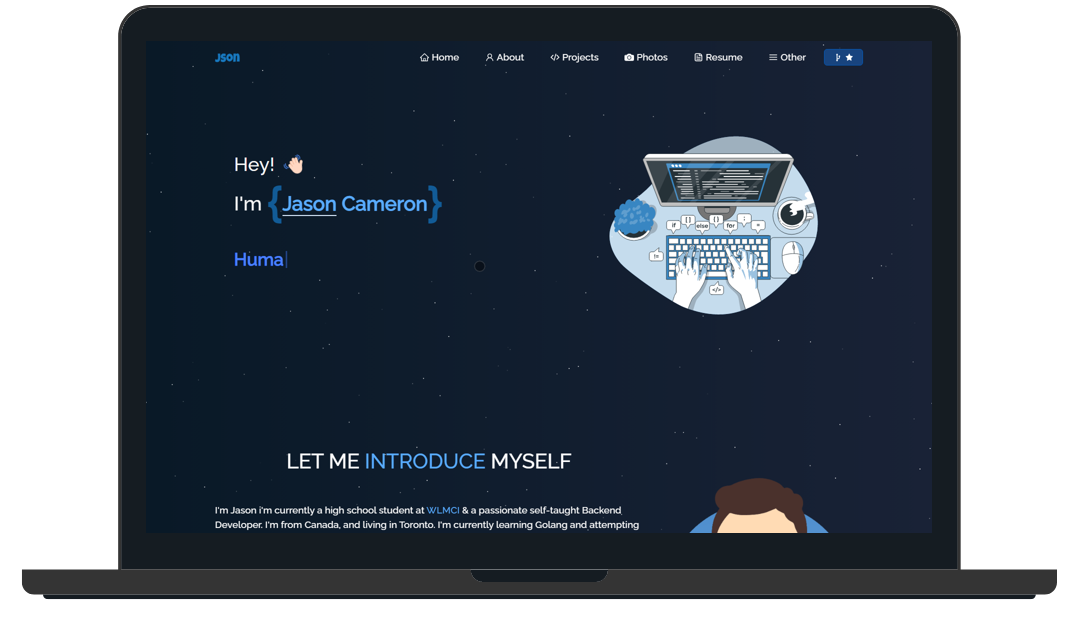 Json
Home About Projects Photos Resume Other
Hey!
I'm {Jason Cameron}
Huma
if [ ] else { } for ; =
!=
</>
LET ME INTRODUCE MYSELF
I'm Jason i'm currently a high school student at WLMCI & a passionate self-taught Backend
Developer. I'm from Canada, and living in Toronto. I'm currently learning Golang and attempting